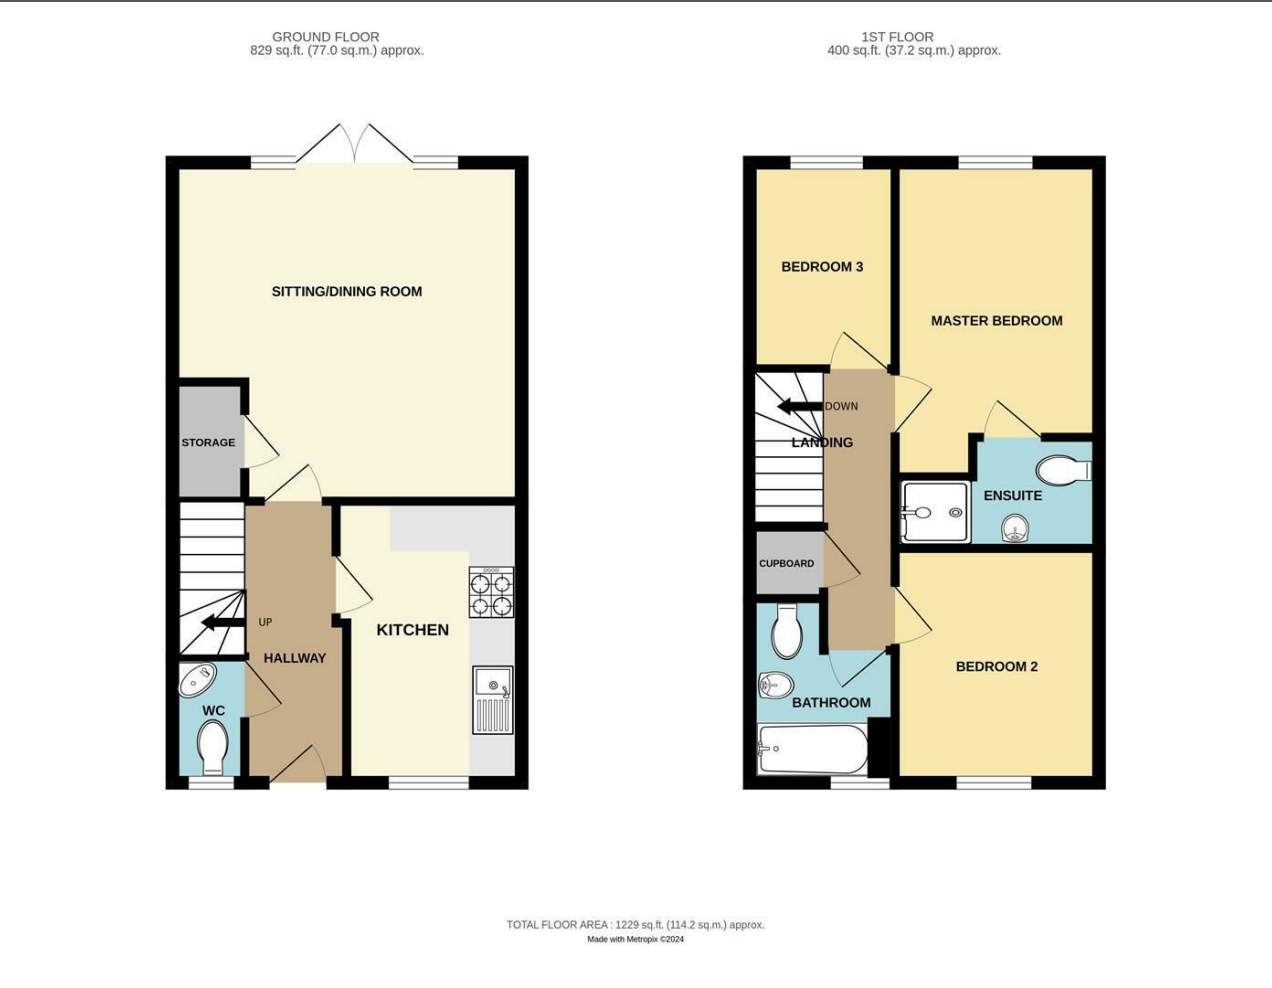 GROUND FLOOR
829 sq.ft. (77.0 sq.m.) approx.
1ST FLOOR
400 sq.ft. (37.2 sq.m.) approx.
SITTING/DINING ROOM
STORAGE
UP
HALLWAY
KITCHEN
WC
BEDROOM 3
MASTER BEDROOM
DOWN
LANDING
ENSUITE
CUPBOARD
BEDROOM 2
BATHROOM
TOTAL FLOOR AREA : 1229 sq.ft. (114.2 sq.m.) approx.
Made with Metropix ©2024